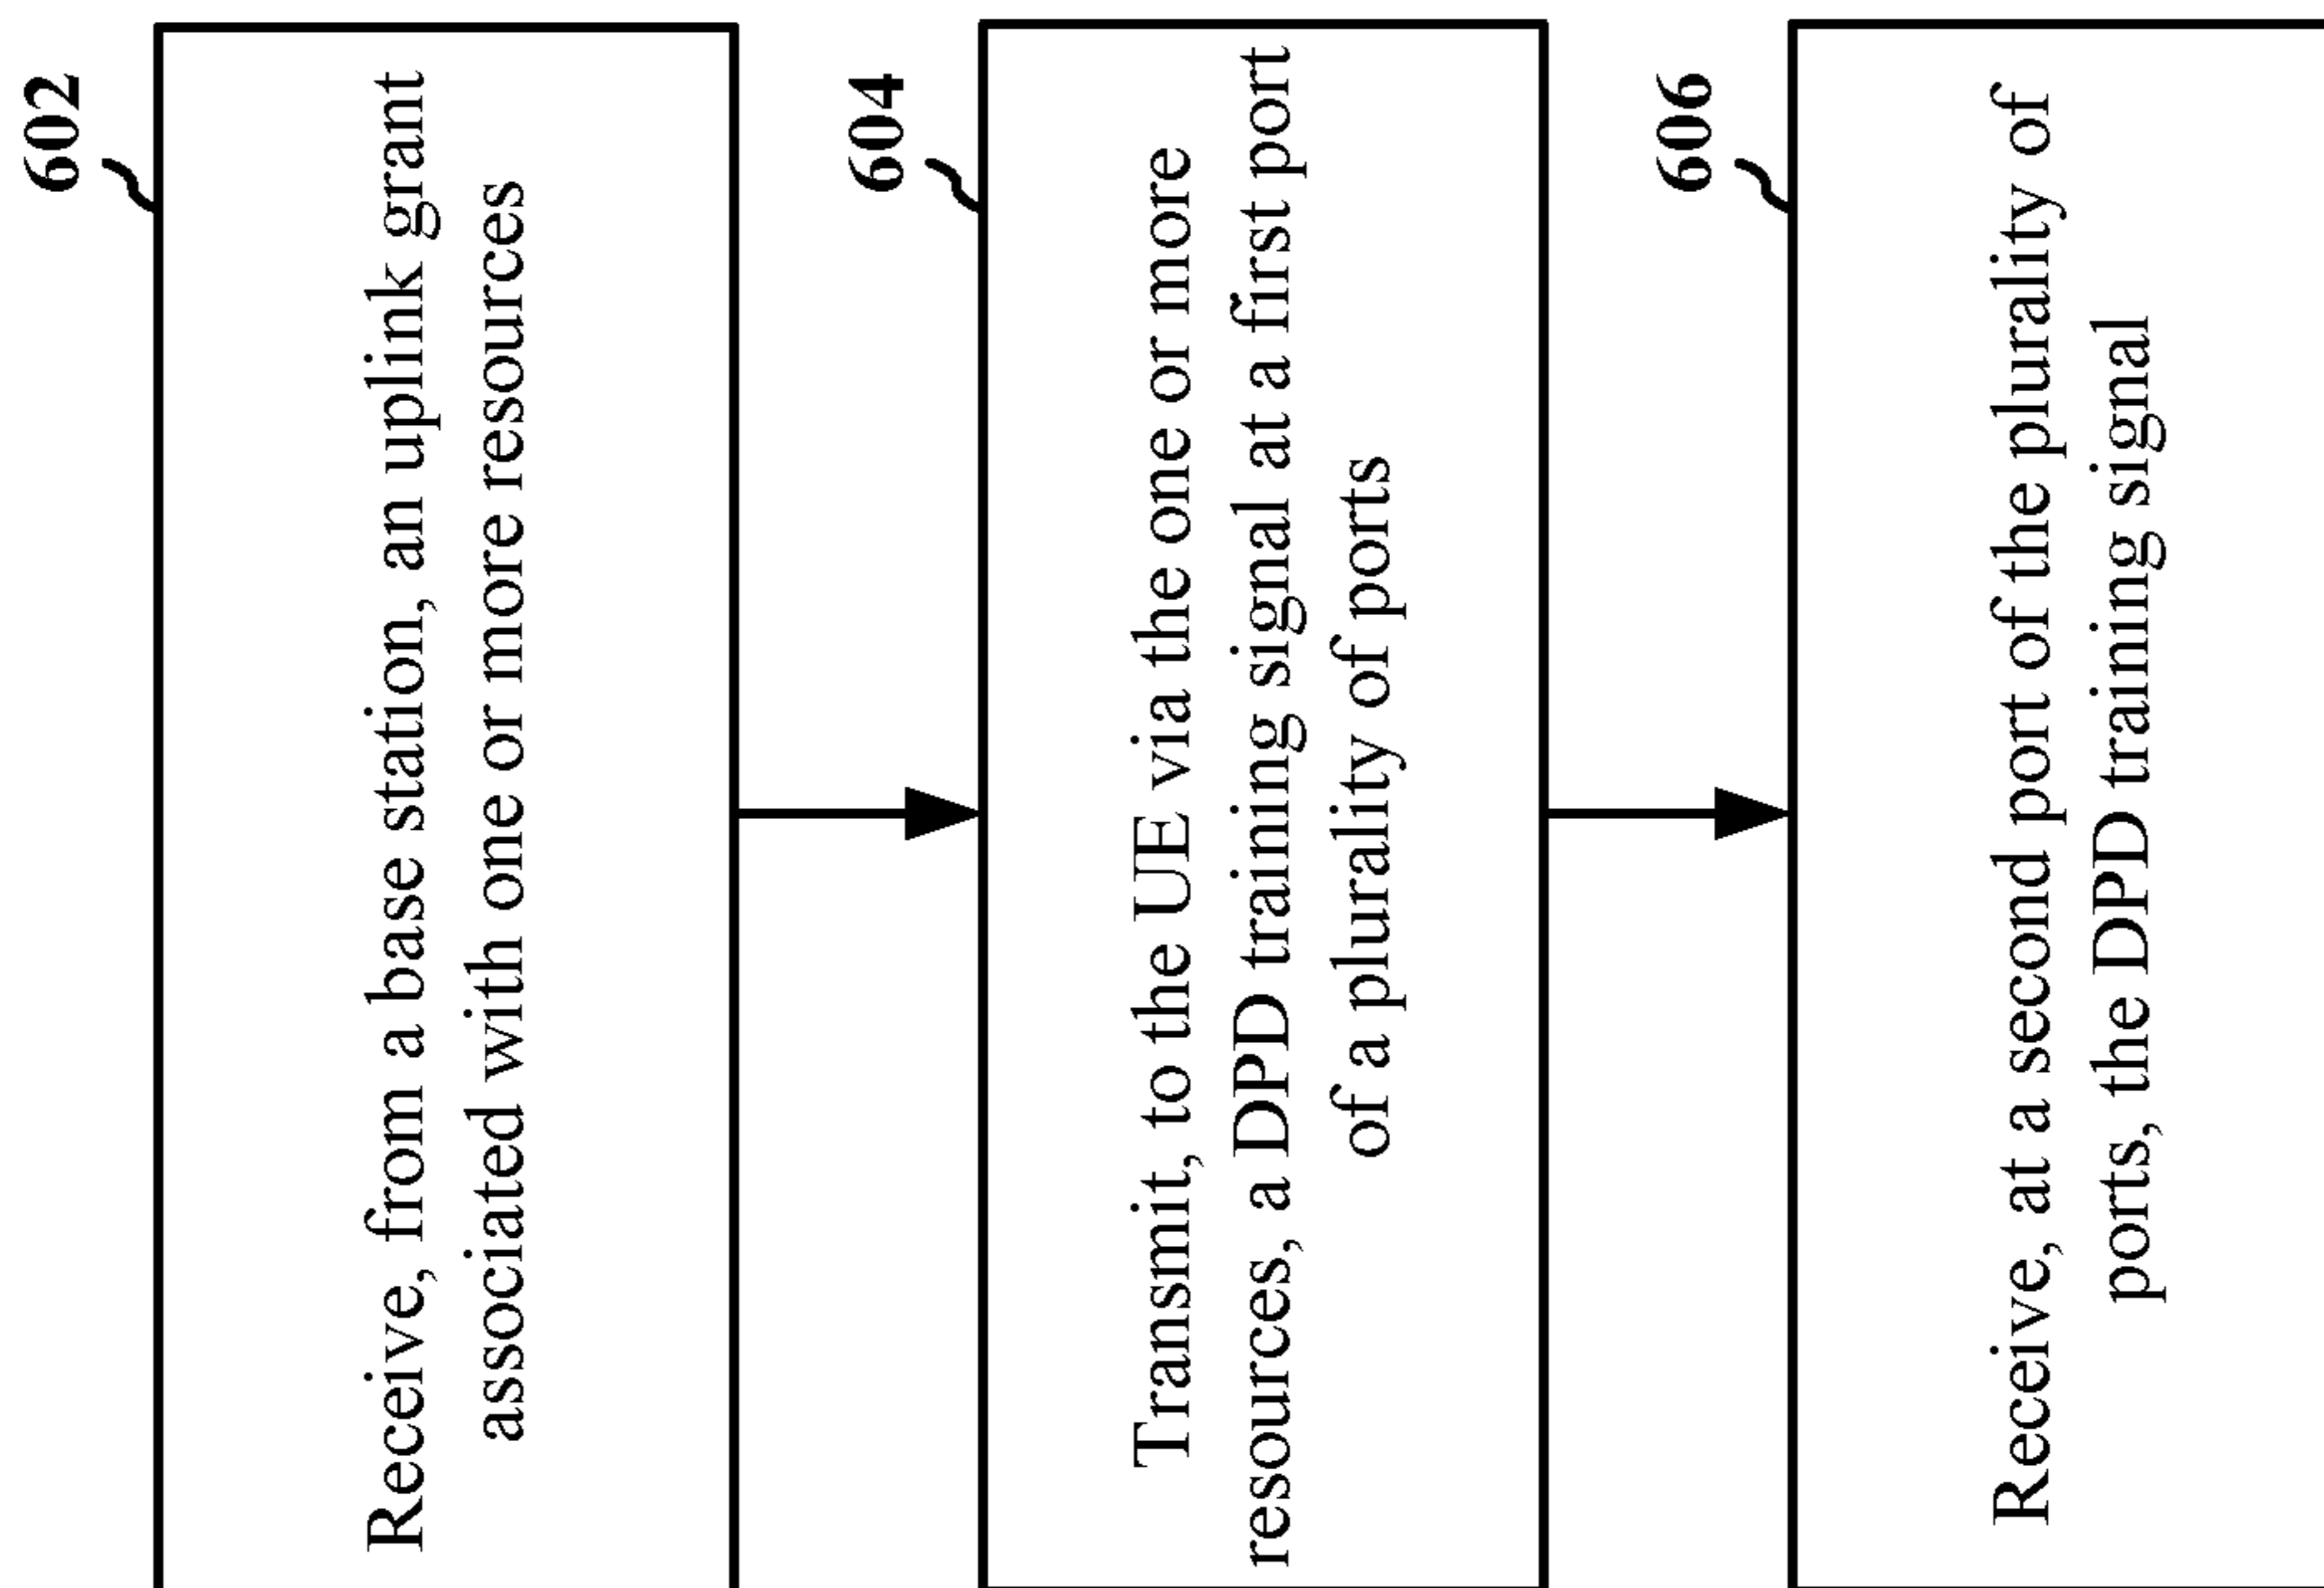 602
Receive, from a base station, an uplink grant
associated with one or more resources
604
Transmit, to the UE via the one or more
resources, a DPD training signal at a first port
of a plurality of ports
606
Receive, at a second port of the plurality of
ports, the DPD training signal